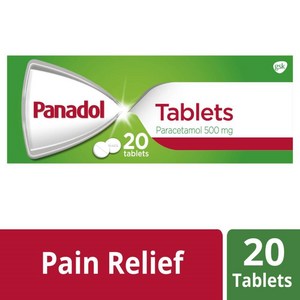 gsk
Panadol
Tablets
Paracetamol 500 mg
20
tablets
Pain Relief
20
Tablets